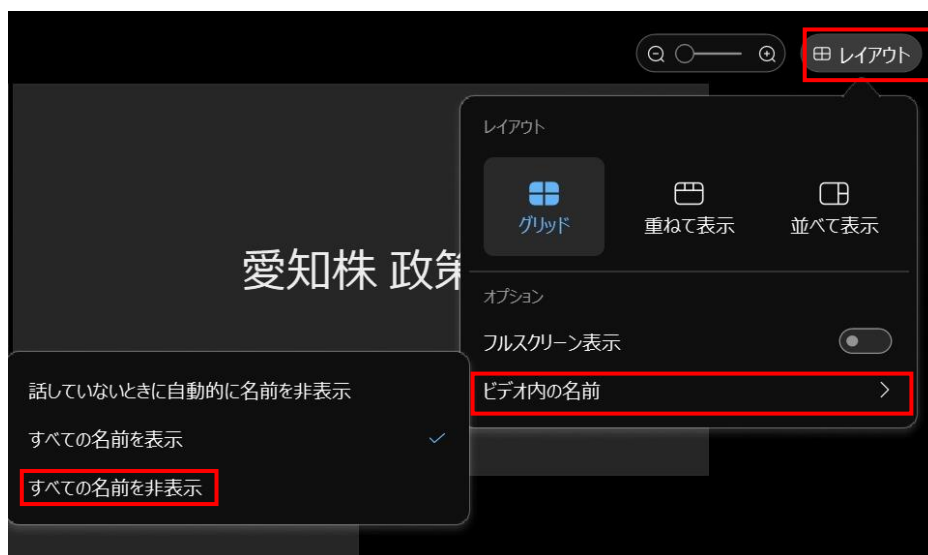 レイアウト
レイアウト
グリッド
重ねて表示
並べて表示
愛知株 政策
オプション
フルスクリーン表示
ビデオ内の名前
話していないときに自動的に名前を非表示
すべての名前を表示
すべての名前を非表示